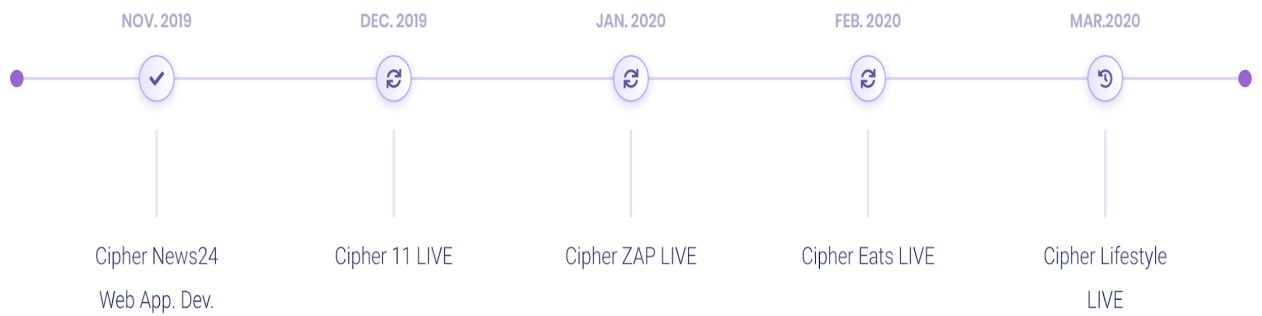 NOV. 2019
DEC. 2019
JAN. 2020
FEB. 2020
MAR.2020
Cipher News24
Web App. Dev.
Cipher 11 LIVE
Cipher ZAP LIVE
Cipher Eats LIVE
Cipher Lifestyle
LIVE